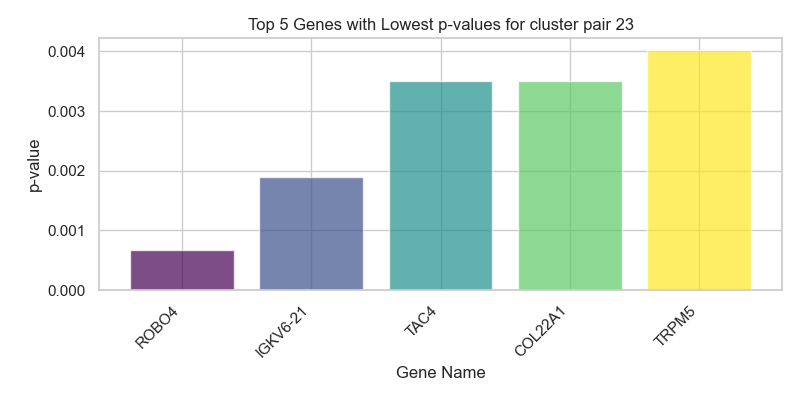 Top 5 Genes with Lowest p-values for cluster pair 23
p-value
0.004
0.003
0.002
0.001
0.000
ROBO4
IGKV6-21
TAC4
COL22A1
TRPM5
Gene Name